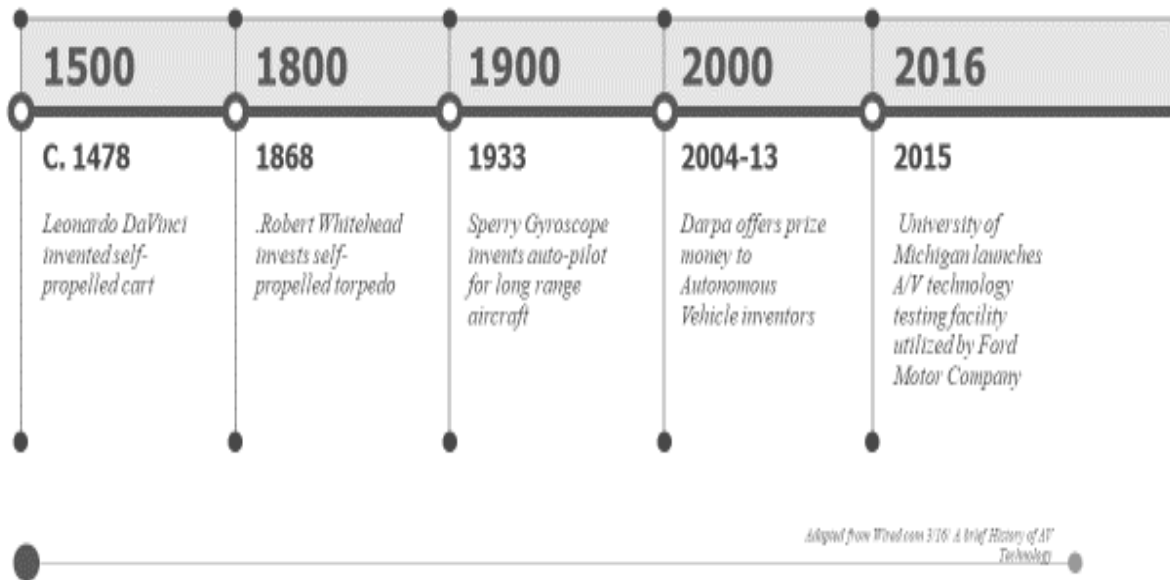 1500
1800
1900
2000
2016
C. 1478
Leonardo DaVinci
invented self-
propelled cart
1868
.Robert Whitehead
invests self-
propelled torpedo
1933
Sperry Gyroscope
invents auto-pilot
for long range
aircraft
2004-13
Darpa offers prize
money to
Autonomous
Vehicle inventors
2015
University of
Michigan launches
A/V technology
testing facility
utilized by Ford
Motor Company
Adapted from Wired.com 3/16/ A brief History of AV
Technology